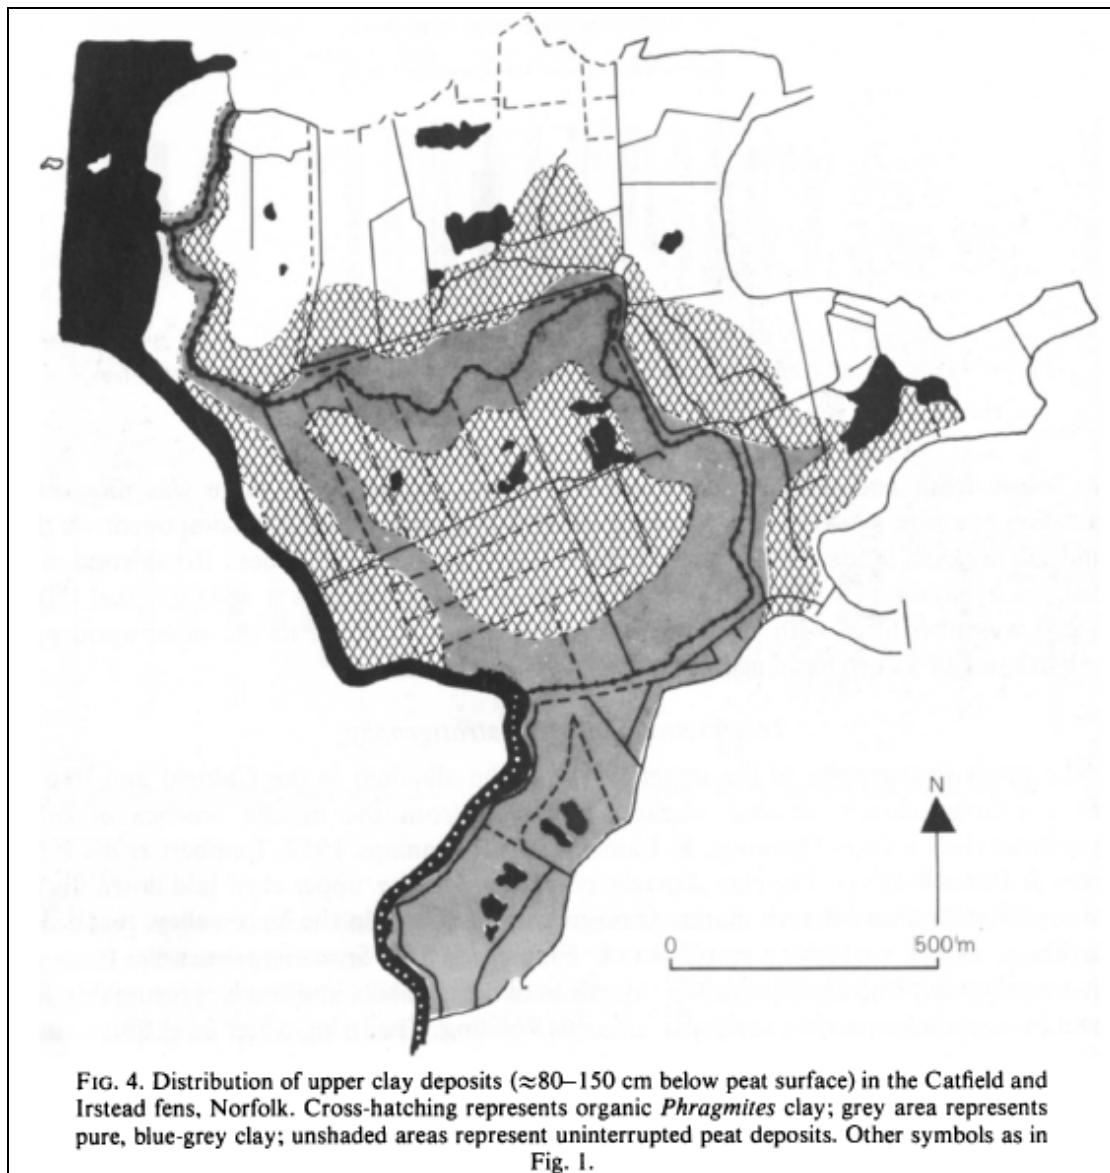 N
0 500'm
FIG. 4. Distribution of upper clay deposits (≈80–150 cm below peat surface) in the Catfield and
Irstead fens, Norfolk. Cross-hatching represents organic Phragmites clay; grey area represents
pure, blue-grey clay; unshaded areas represent uninterrupted peat deposits. Other symbols as in
Fig. 1.